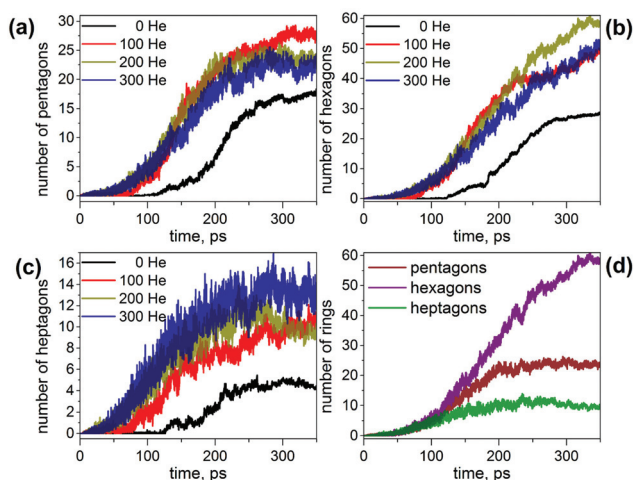 (a)
number of pentagons
30
25
20
15
10
5
0
0 He
100 He
200 He
300 He
0 100 200 300
time, ps
(b)
number of hexagons
60
50
40
30
20
10
0
0 He
100 He
200 He
300 He
0 100 200 300
time, ps
(c)
number of heptagons
16
14
12
10
8
6
4
2
0
0 He
100 He
200 He
300 He
0 100 200 300
time, ps
(d)
number of rings
60
50
40
30
20
10
0
pentagons
hexagons
heptagons
0 100 200 300
time, ps